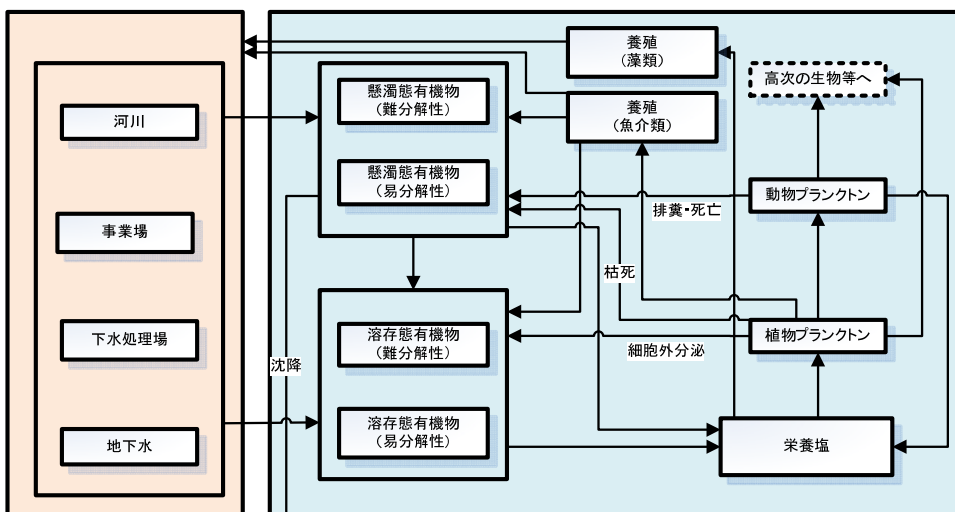 河川
事業場
下水処理場
地下水
懸濁態有機物
(難分解性)
懸濁態有機物
(易分解性)
溶存態有機物
(難分解性)
溶存態有機物
(易分解性)
沈降
養殖
(藻類)
養殖
(魚介類)
排糞・死亡
枯死
細胞外分泌
高次の生物等へ
動物プランクトン
植物プランクトン
栄養塩